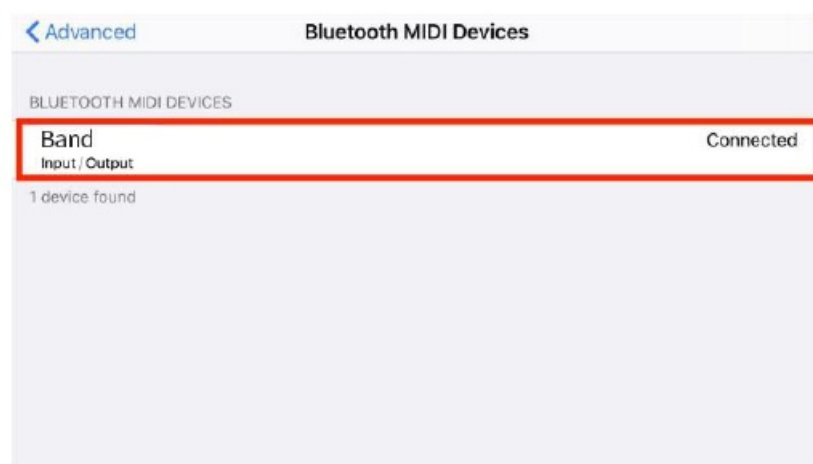 Advanced
Bluetooth MIDI Devices
BLUETOOTH MIDI DEVICES
Band
Connected
Input / Output
1 device found